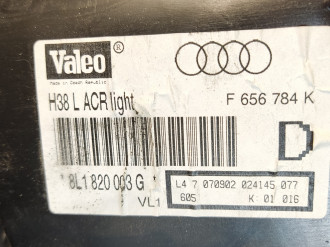 Valeo ®
Made in Czech Republic
H38 L ACR light
F 656 784 K
D
8L1 820 003 G
VL1
L4 7 070902 024145 077
605 K 01 016